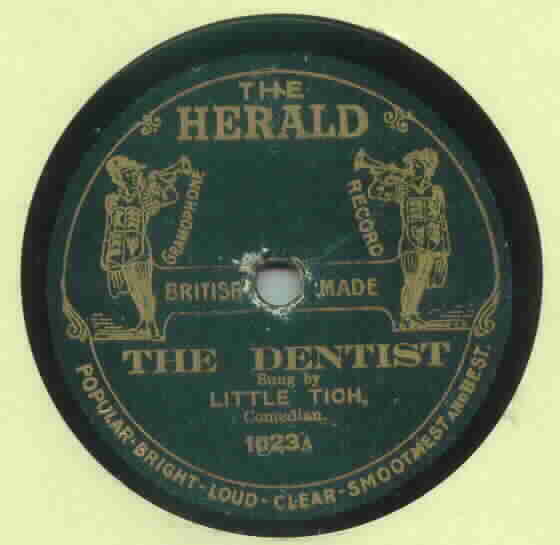 THE
HERALD
GRAMOPHONE
RECORD
BRITISH MADE
THE DENTIST
Sung by
LITTLE TICH,
Comedian.
1023A
POPULAR-BRIGHT-LOUD-CLEAR-SMOOTHEST AND BEST.